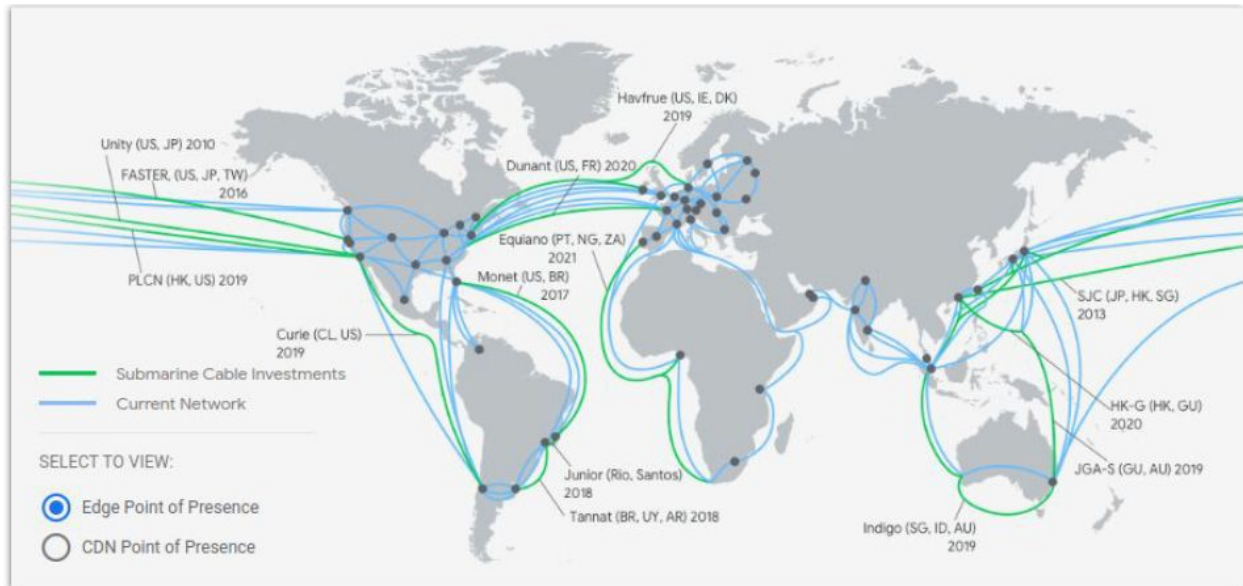 Havfrue (US, IE, DK)
2019
Unity (US, JP) 2010
Dunant (US, FR) 2020
FASTER, (US, JP, TW)
2016
Equiano (PT, NG, ZA)
2021
PLCN (HK, US) 2019
Monet (US, BR)
2017
SJC (JP, HK, SG)
2013
Curie (CL, US)
2019
Submarine Cable Investments
Current Network
HK-G (HK, GU)
2020
SELECT TO VIEW:
JGA-S (GU, AU) 2019
Junior (Rio, Santos)
2018
Edge Point of Presence
Tannat (BR, UY, AR) 2018
Indigo (SG, ID, AU)
2019
CDN Point of Presence